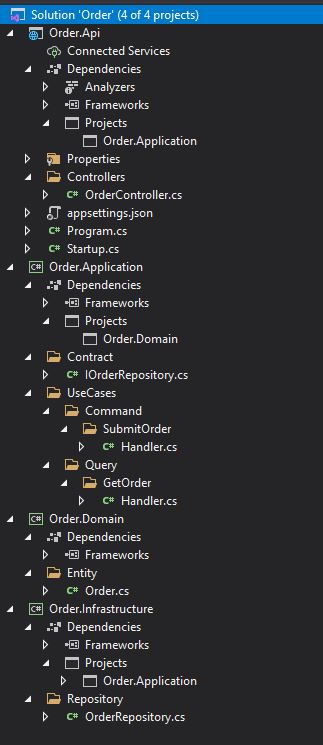 Solution 'Order' (4 of 4 projects)
Order.Api
Connected Services
Dependencies
Analyzers
Frameworks
Projects
Order.Application
Properties
Controllers
C# OrderController.cs
appsettings.json
C# Program.cs
C# Startup.cs
C# Order.Application
Dependencies
Frameworks
Projects
Order.Domain
Contract
C# IOrderRepository.cs
UseCases
Command
SubmitOrder
C# Handler.cs
Query
GetOrder
C# Handler.cs
C# Order.Domain
Dependencies
Frameworks
Entity
C# Order.cs
C# Order.Infrastructure
Dependencies
Frameworks
Projects
Order.Application
Repository
C# OrderRepository.cs